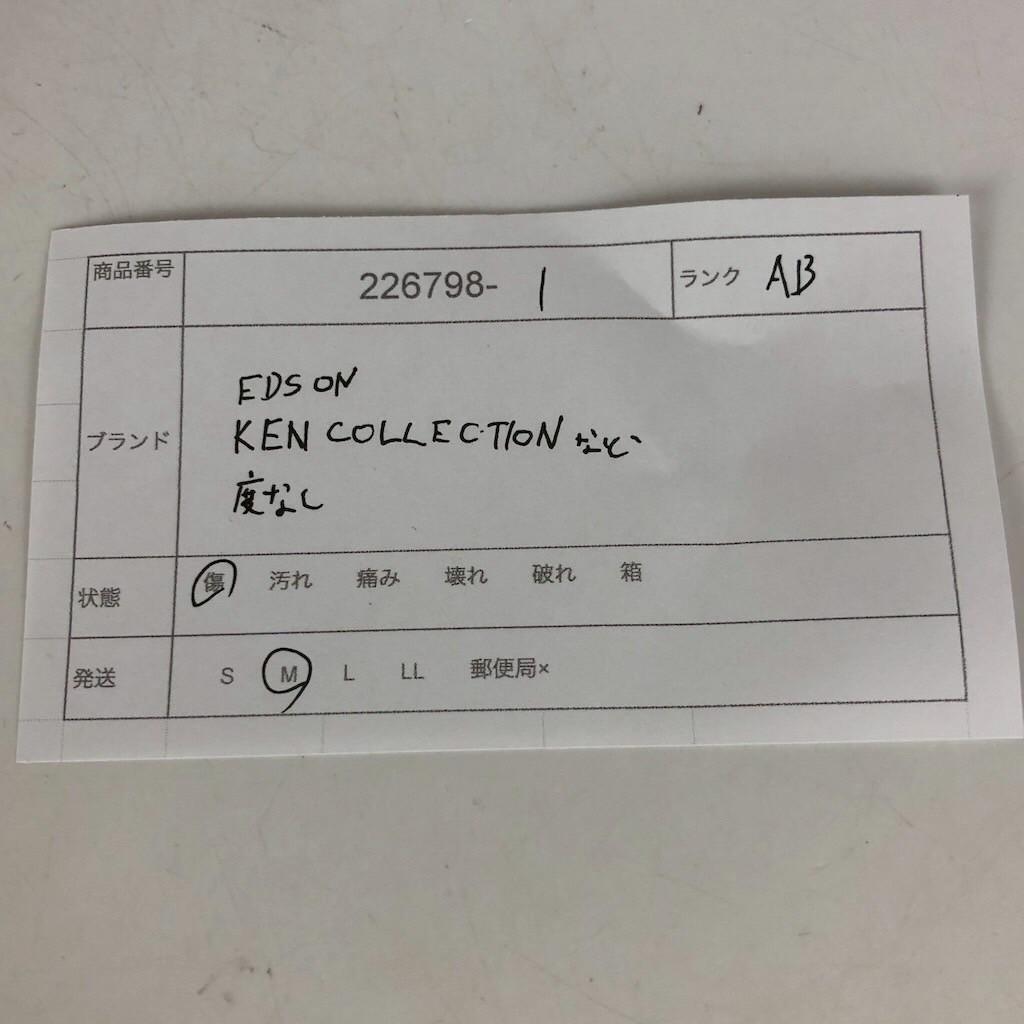 商品番号 226798- 1 ランク AB
EDSON
ブランド KEN COLLECTION など
度なし
状態 傷 汚れ 痛み 壊れ 破れ 箱
発送 S M L LL 郵便局×